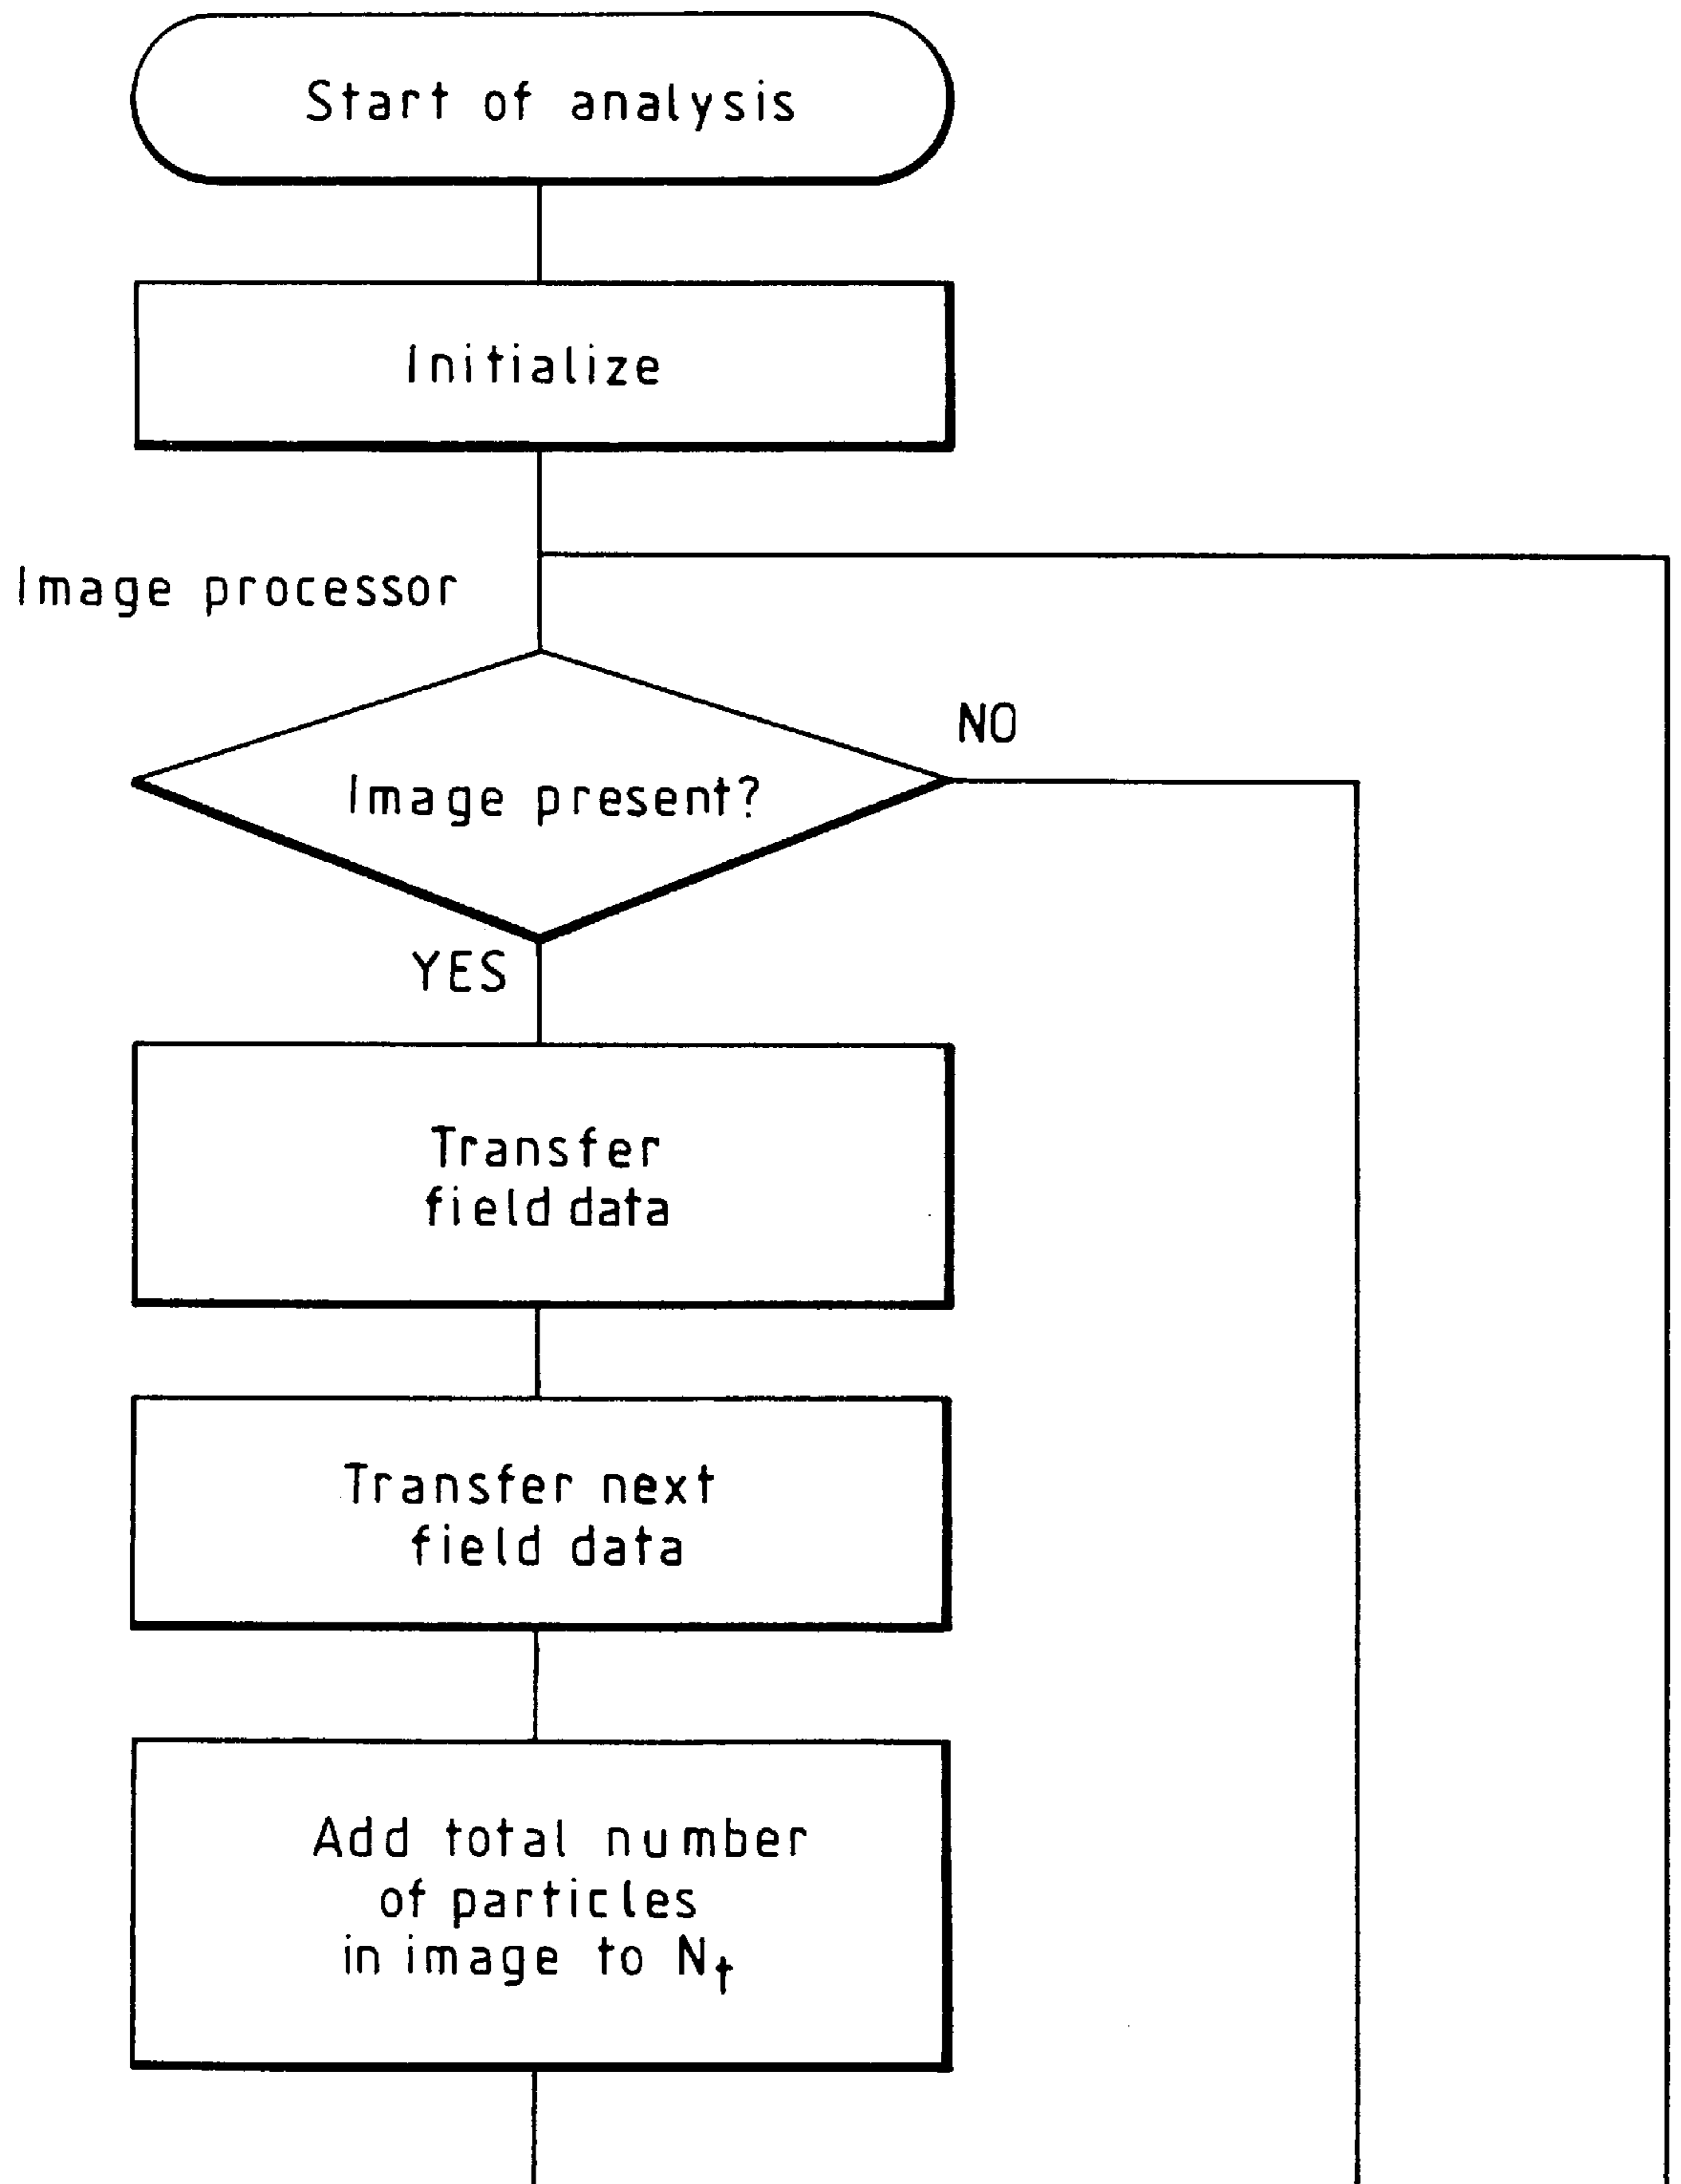 Start of analysis
Initialize
Image processor
Image present?
NO
YES
Transfer
field data
Transfer next
field data
Add total number
of particles
in image to Nt